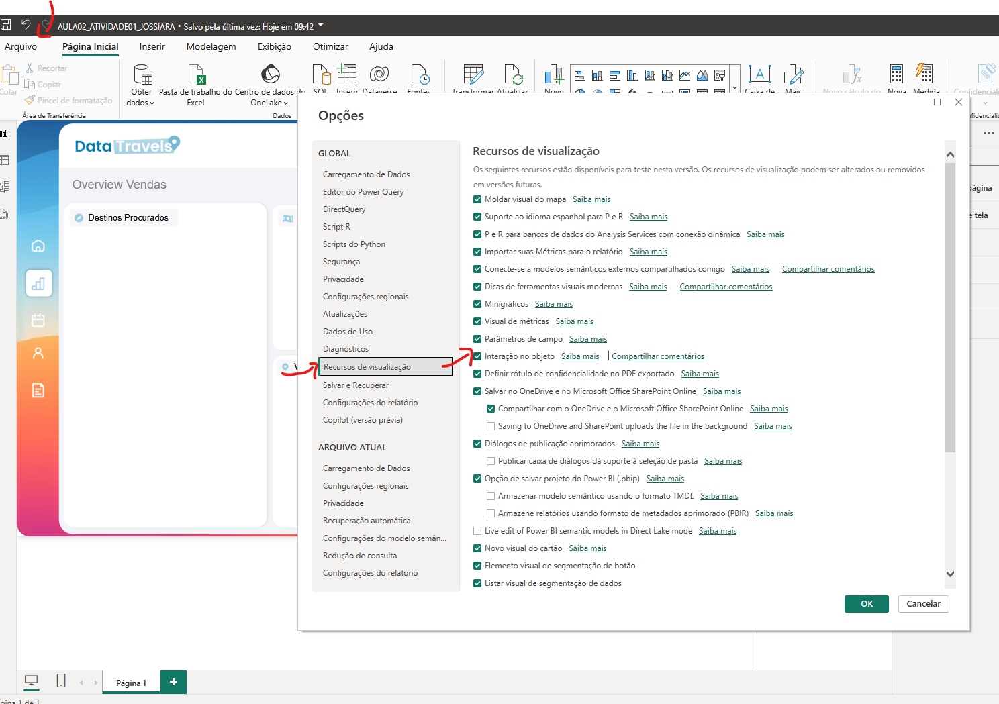 AULA02_ATIVIDADE01_JOSSIARA • Salvo pela última vez: Hoje em 09:42
Arquivo Página Inicial Inserir Modelagem Exibição Otimizar Ajuda
Colar
Recortar
Copiar
Pincel de formatação
Área de Transferência
Obter dados
Pasta de trabalho do Excel
Centro de dados do OneLake
SQL Inserir Dataverse Fontes
Dados
Transformar Atualizar
Novo
Caixa de Mais
Novo cálculo do Nova Medida
Confidencialid
nfidencialid
Data Travels
Overview Vendas
Destinos Procurados
V
página
e tela
Opções
GLOBAL
Carregamento de Dados
Editor do Power Query
DirectQuery
Script R
Scripts do Python
Segurança
Privacidade
Configurações regionais
Atualizações
Dados de Uso
Diagnósticos
Recursos de visualização
Salvar e Recuperar
Configurações do relatório
Copilot (versão prévia)
ARQUIVO ATUAL
Carregamento de Dados
Configurações regionais
Privacidade
Recuperação automática
Configurações do modelo semân...
Redução de consulta
Configurações do relatório
Recursos de visualização
Os seguintes recursos estão disponíveis para teste nesta versão. Os recursos de visualização podem ser alterados ou removidos
em versões futuras.
Moldar visual do mapa Saiba mais
Suporte ao idioma espanhol para P e R Saiba mais
P e R para bancos de dados do Analysis Services com conexão dinâmica Saiba mais
Importar suas Métricas para o relatório Saiba mais
Conecte-se a modelos semânticos externos compartilhados comigo Saiba mais | Compartilhar comentários
Dicas de ferramentas visuais modernas Saiba mais | Compartilhar comentários
Minigráficos Saiba mais
Visual de métricas Saiba mais
Parâmetros de campo Saiba mais
Interação no objeto Saiba mais | Compartilhar comentários
Definir rótulo de confidencialidade no PDF exportado Saiba mais
Salvar no OneDrive e no Microsoft Office SharePoint Online Saiba mais
Compartilhar com o OneDrive e o Microsoft Office SharePoint Online Saiba mais
Saving to OneDrive and SharePoint uploads the file in the background Saiba mais
Diálogos de publicação aprimorados Saiba mais
Publicar caixa de diálogos dá suporte à seleção de pasta Saiba mais
Opção de salvar projeto do Power BI (.pbip) Saiba mais
Armazenar modelo semântico usando o formato TMDL Saiba mais
Armazene relatórios usando formato de metadados aprimorado (PBIR) Saiba mais
Live edit of Power BI semantic models in Direct Lake mode Saiba mais
Novo visual do cartão Saiba mais
Elemento visual de segmentação de botão
Listar visual de segmentação de dados
OK Cancelar
Página 1
gina 1 de 1